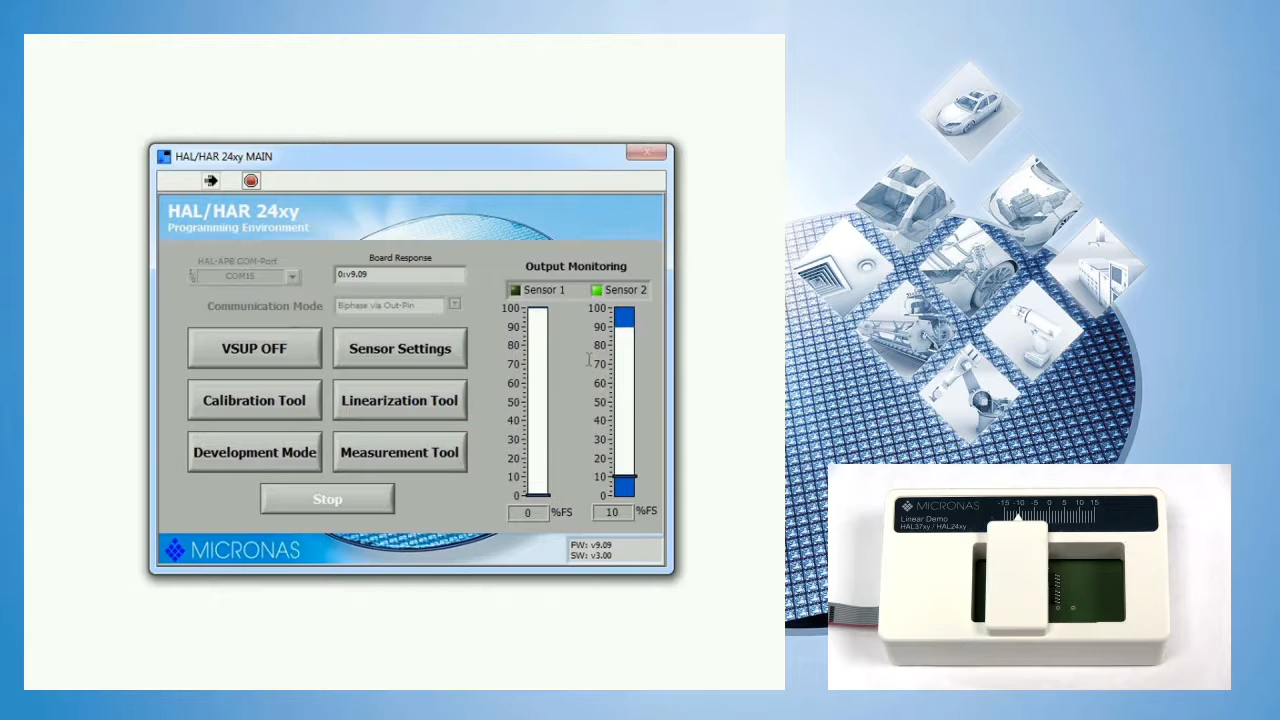 HAL/HAR 24xy MAIN
HAL/HAR 24xy
Programming Environment
HAL-APB COM-Port
COM15
Board Response
0:v9.09
Communication Mode
Biphase via Out-Pin
VSUP OFF
Sensor Settings
Calibration Tool
Linearization Tool
Development Mode
Measurement Tool
Stop
Output Monitoring
Sensor 1
Sensor 2
100
90
80
70
60
50
40
30
20
10
0
100
90
80
70
60
50
40
30
20
10
0
0 %FS
10 %FS
MICRONAS
FW: v9.09
SW: v3.00
MICRONAS
Linear Demo
HAL37xy / HAL24xy
-15 -10 -5 0 5 10 15